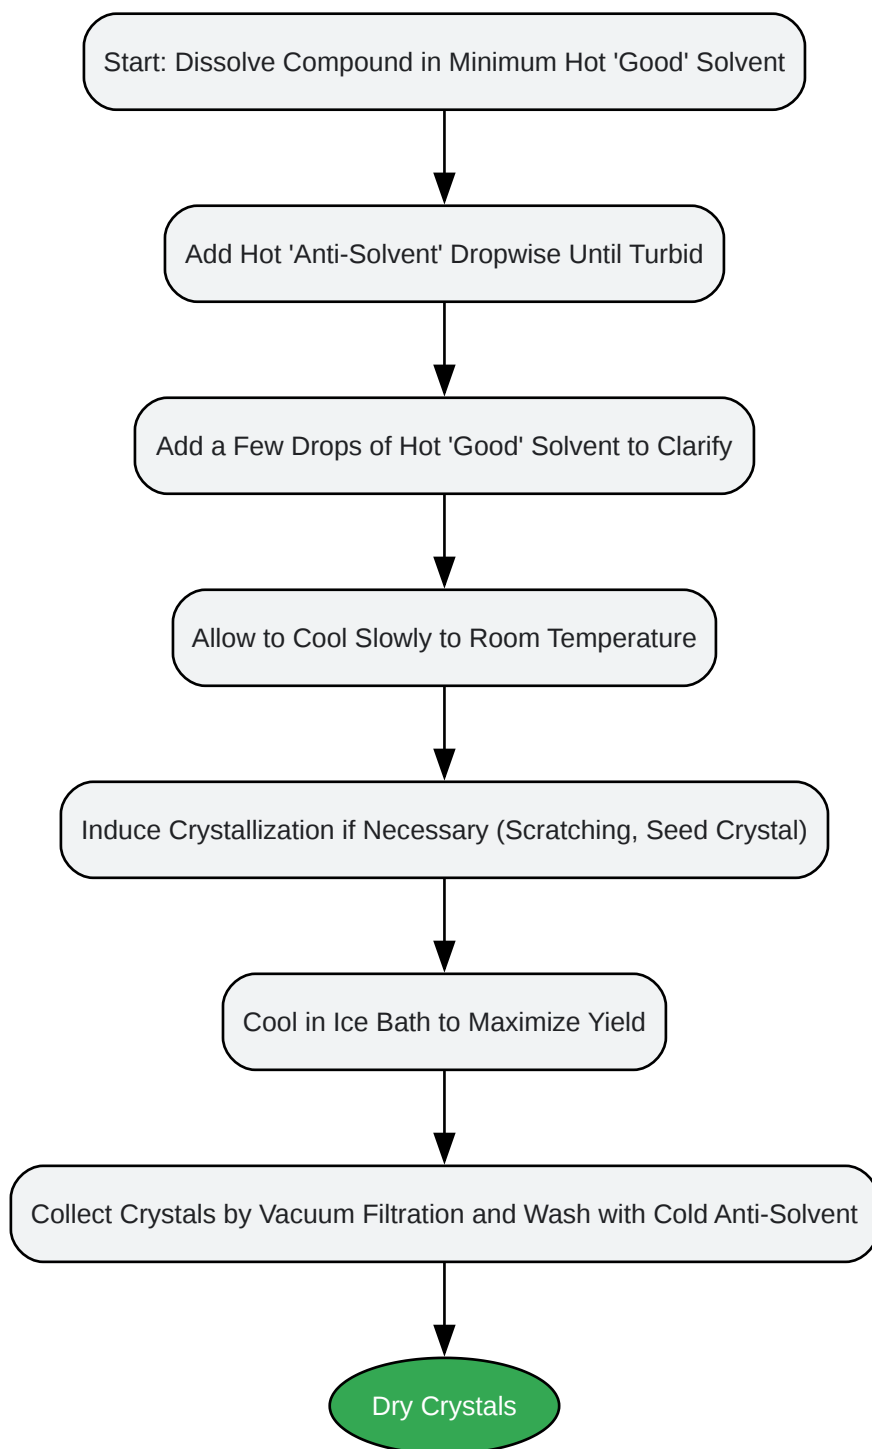 Start: Dissolve Compound in Minimum Hot 'Good' Solvent
Add Hot 'Anti-Solvent' Dropwise Until Turbid
Add a Few Drops of Hot 'Good' Solvent to Clarify
Allow to Cool Slowly to Room Temperature
Induce Crystallization if Necessary (Scratching, Seed Crystal)
Cool in Ice Bath to Maximize Yield
Collect Crystals by Vacuum Filtration and Wash with Cold Anti-Solvent
Dry Crystals